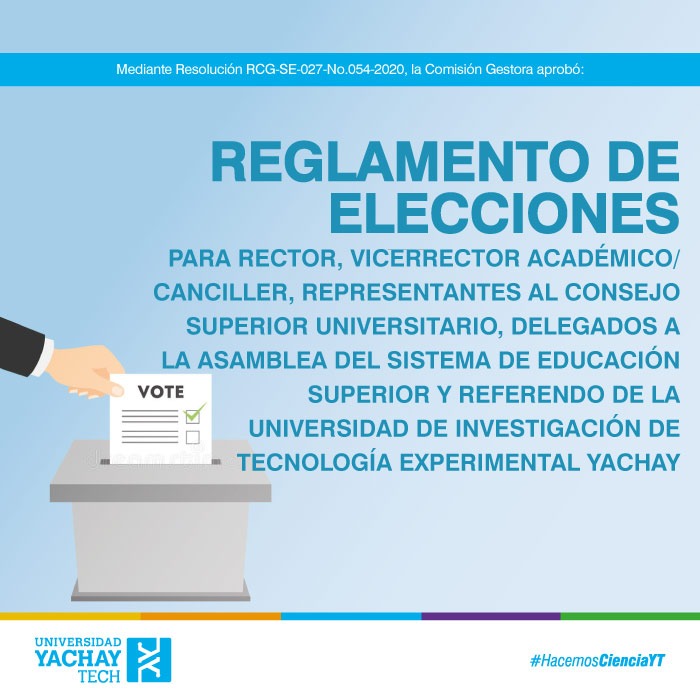 Mediante Resolución RCG-SE-027-No.054-2020, la Comisión Gestora aprobó:
REGLAMENTO DE
ELECCIONES
PARA RECTOR, VICERRECTOR ACADÉMICO/
CANCILLER, REPRESENTANTES AL CONSEJO
SUPERIOR UNIVERSITARIO, DELEGADOS A
LA ASAMBLEA DEL SISTEMA DE EDUCACIÓN
SUPERIOR Y REFERENDO DE LA
UNIVERSIDAD DE INVESTIGACIÓN DE
TECNOLOGÍA EXPERIMENTAL YACHAY
VOTE
UNIVERSIDAD
YACHAY
TECH
#HacemosCienciaYT